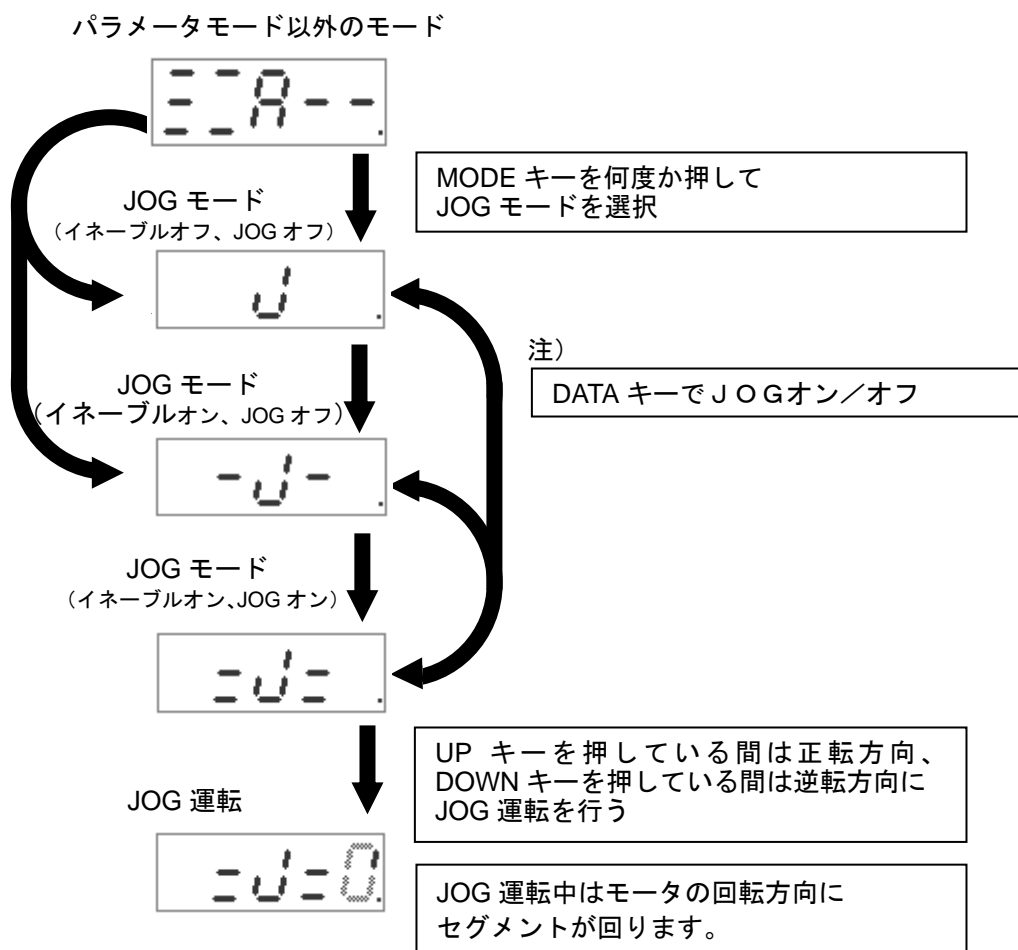 パラメータモード以外のモード
A--.
MODE キーを何度か押して
JOG モードを選択
JOG モード
（イネーブルオフ、JOG オフ）
J .
注）
DATA キーでＪＯＧオン／オフ
JOG モード
（イネーブルオン、JOG オフ）
-J- .
JOG モード
（イネーブルオン、JOG オン）
=J= .
UP キーを押している間は正転方向、
DOWN キーを押している間は逆転方向に
JOG 運転を行う
JOG 運転
=J=0.
JOG 運転中はモータの回転方向に
セグメントが回ります。